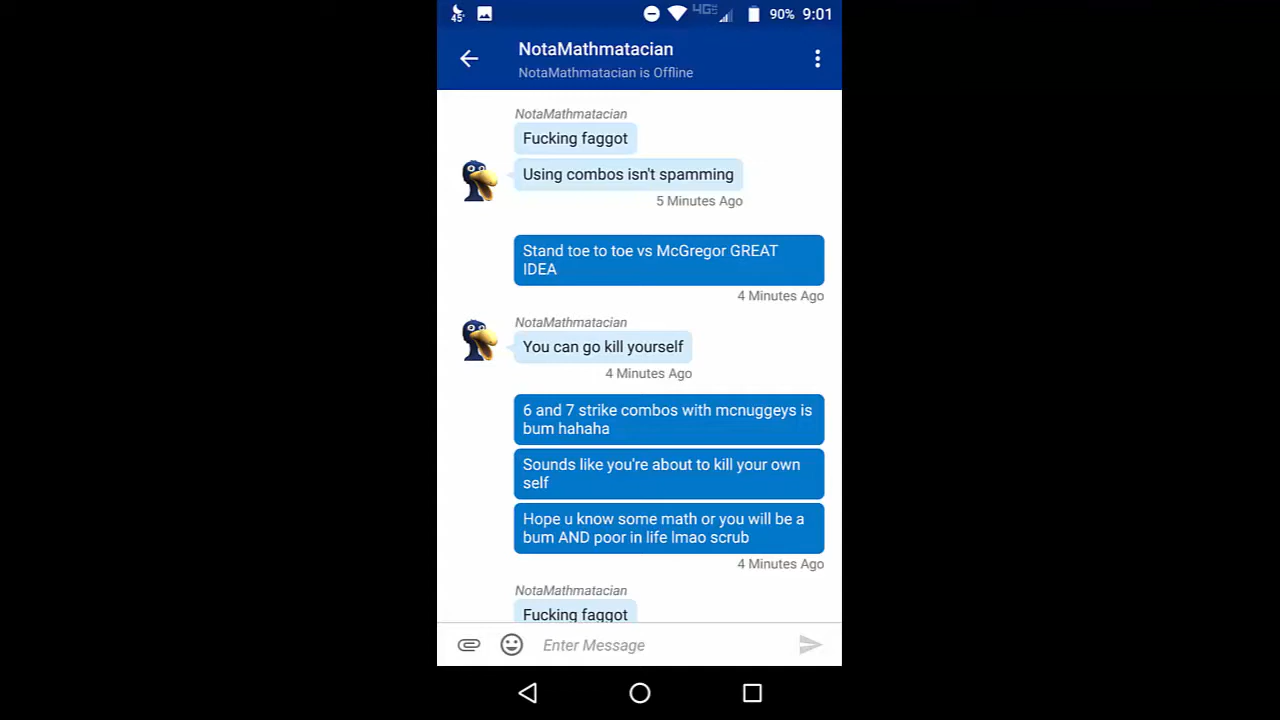 45°
4G
90% 9:01
NotaMathmatacian
NotaMathmatacian is Offline
NotaMathmatacian
Fucking faggot
Using combos isn't spamming
5 Minutes Ago
Stand toe to toe vs McGregor GREAT
IDEA
4 Minutes Ago
NotaMathmatacian
You can go kill yourself
4 Minutes Ago
6 and 7 strike combos with mcnuggeys is
bum hahaha
Sounds like you're about to kill your own
self
Hope u know some math or you will be a
bum AND poor in life lmao scrub
4 Minutes Ago
NotaMathmatacian
Fucking faggot
Enter Message